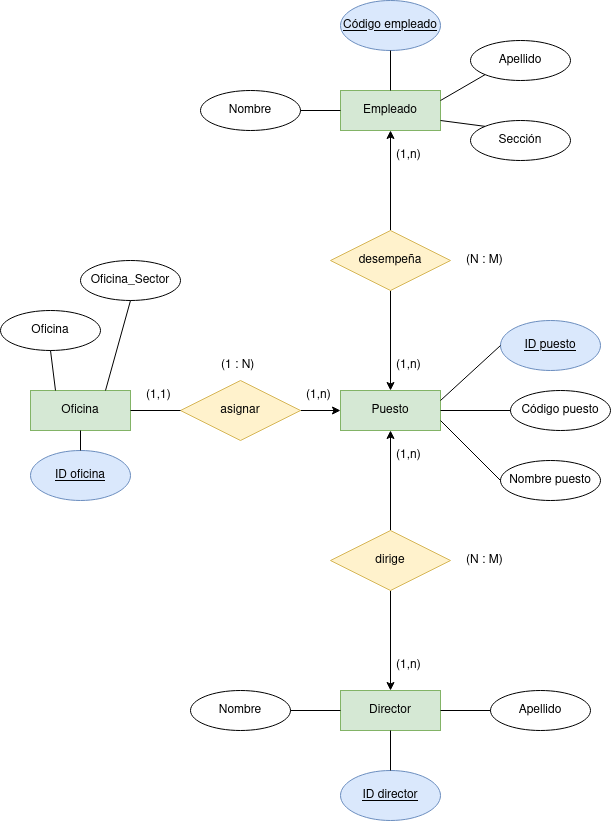 Código empleado
Apellido
Nombre
Empleado
Sección
(1,n)
desempeña
(N : M)
Oficina_Sector
Oficina
ID puesto
(1 : N)
(1,n)
(1,1)
(1,n)
Oficina
asignar
Puesto
Código puesto
(1,n)
ID oficina
Nombre puesto
dirige
(N : M)
(1,n)
Nombre
Director
Apellido
ID director